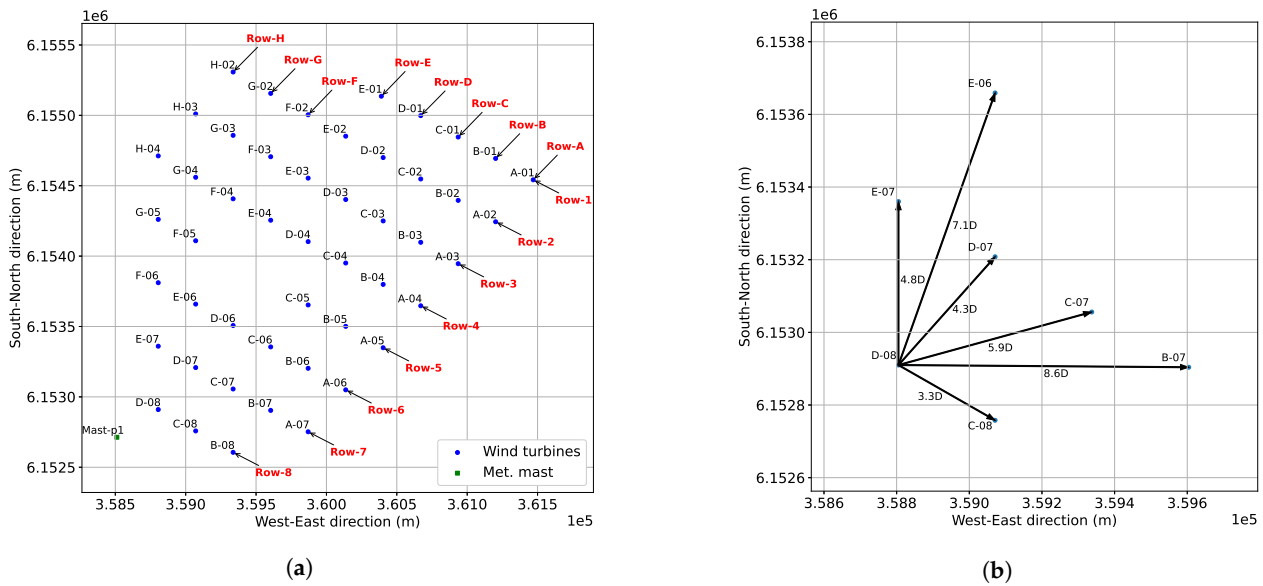 1e6
Row-H
H-02
Row-G
G-02
Row-E
E-01
Row-F
F-02
Row-D
D-01
Row-C
C-01
Row-B
B-01
Row-A
A-01
Row-1
H-03
G-03
E-02
D-02
H-04
F-03
C-02
G-04
E-03
B-02
F-04
D-03
A-02
Row-2
G-05
E-04
C-03
F-05
D-04
B-03
C-04
A-03
Row-3
F-06
B-04
E-06
C-05
A-04
Row-4
D-06
B-05
E-07
C-06
A-05
Row-5
D-07
B-06
C-07
A-06
Row-6
D-08
B-07
C-08
A-07
Row-7
Mast-p1
B-08
Row-8
6.1555
6.1550
6.1545
6.1540
6.1535
6.1530
6.1525
South-North direction (m)
Wind turbines
Met. mast
3.585 3.590 3.595 3.600 3.605 3.610 3.615
1e5
West-East direction (m)
(a)
1e6
6.1538
6.1536
6.1534
6.1532
6.1530
6.1528
6.1526
South-North direction (m)
E-06
E-07
7.1D
D-07
4.8D
4.3D
C-07
5.9D
D-08
B-07
8.6D
3.3D
C-08
3.586 3.588 3.590 3.592 3.594 3.596
1e5
West-East direction (m)
(b)